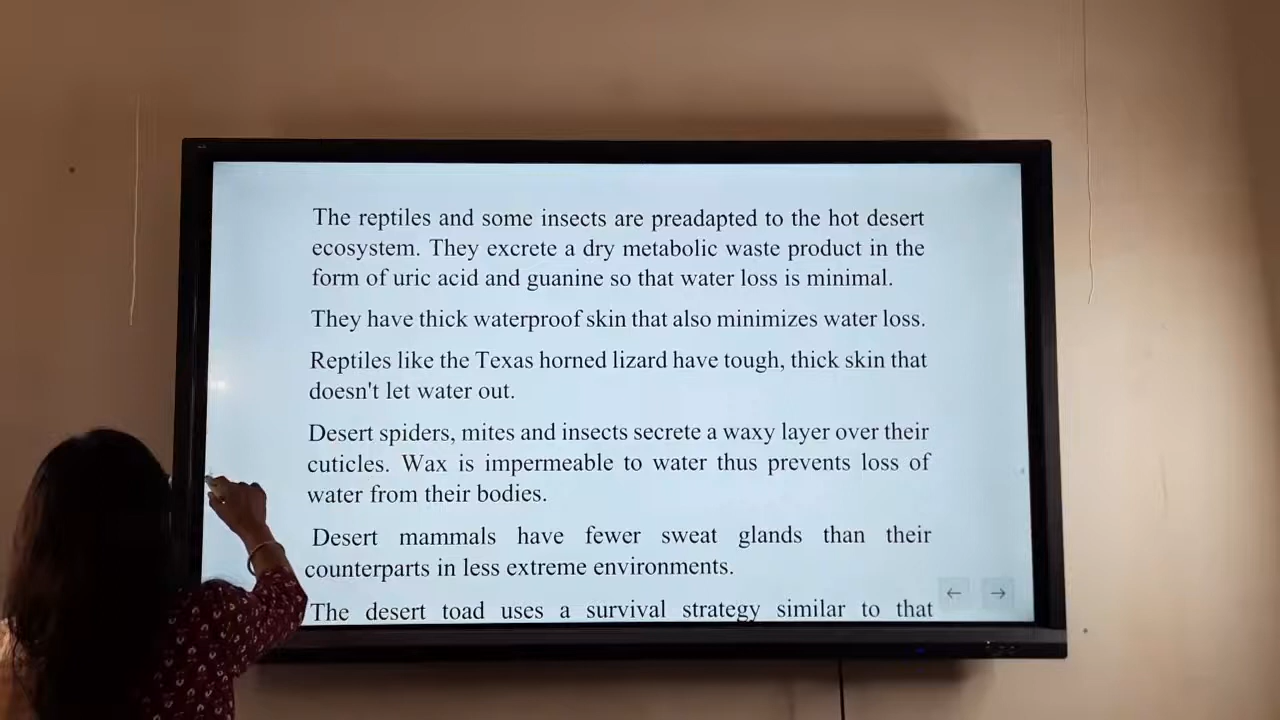 The reptiles and some insects are preadapted to the hot desert
ecosystem. They excrete a dry metabolic waste product in the
form of uric acid and guanine so that water loss is minimal.
They have thick waterproof skin that also minimizes water loss.
Reptiles like the Texas horned lizard have tough, thick skin that
doesn't let water out.
Desert spiders, mites and insects secrete a waxy layer over their
cuticles. Wax is impermeable to water thus prevents loss of
water from their bodies.
Desert mammals have fewer sweat glands than their
counterparts in less extreme environments.
The desert toad uses a survival strategy similar to that